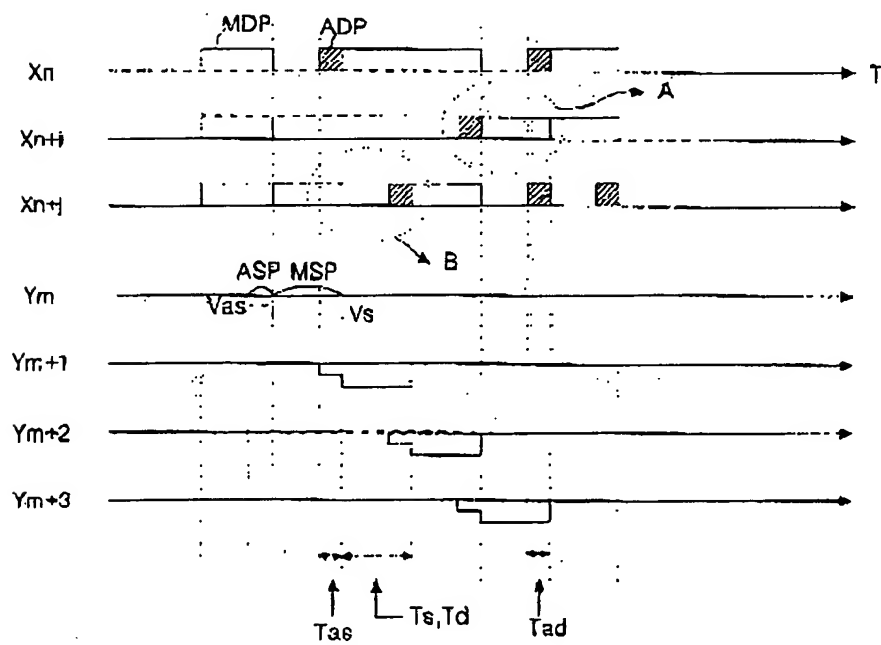 MDP ADP
Xn T
A
Xn+i
Xn+j
B
ASP MSP
Ym
Vas Vs
Ym+1
Ym+2
Ym+3
Ts,Td
Tas Tad